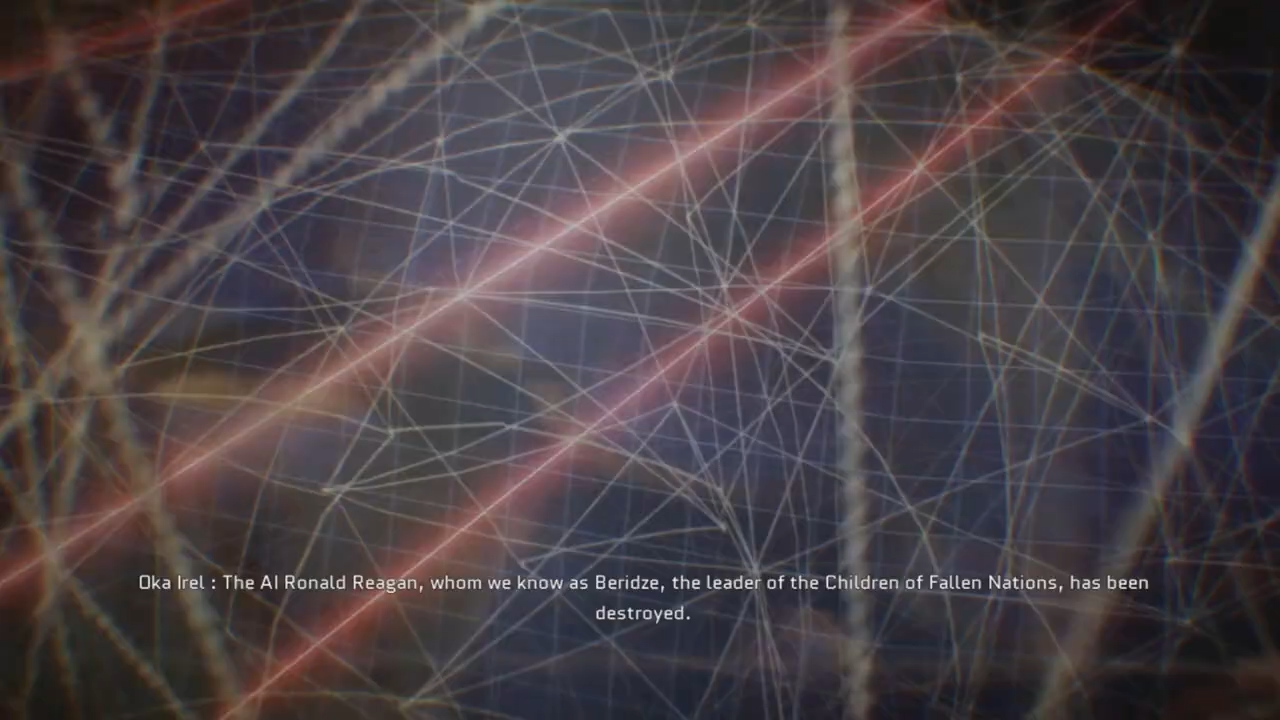 Oka Irel : The AI Ronald Reagan, whom we know as Beridze, the leader of the Children of Fallen Nations, has been
destroyed.